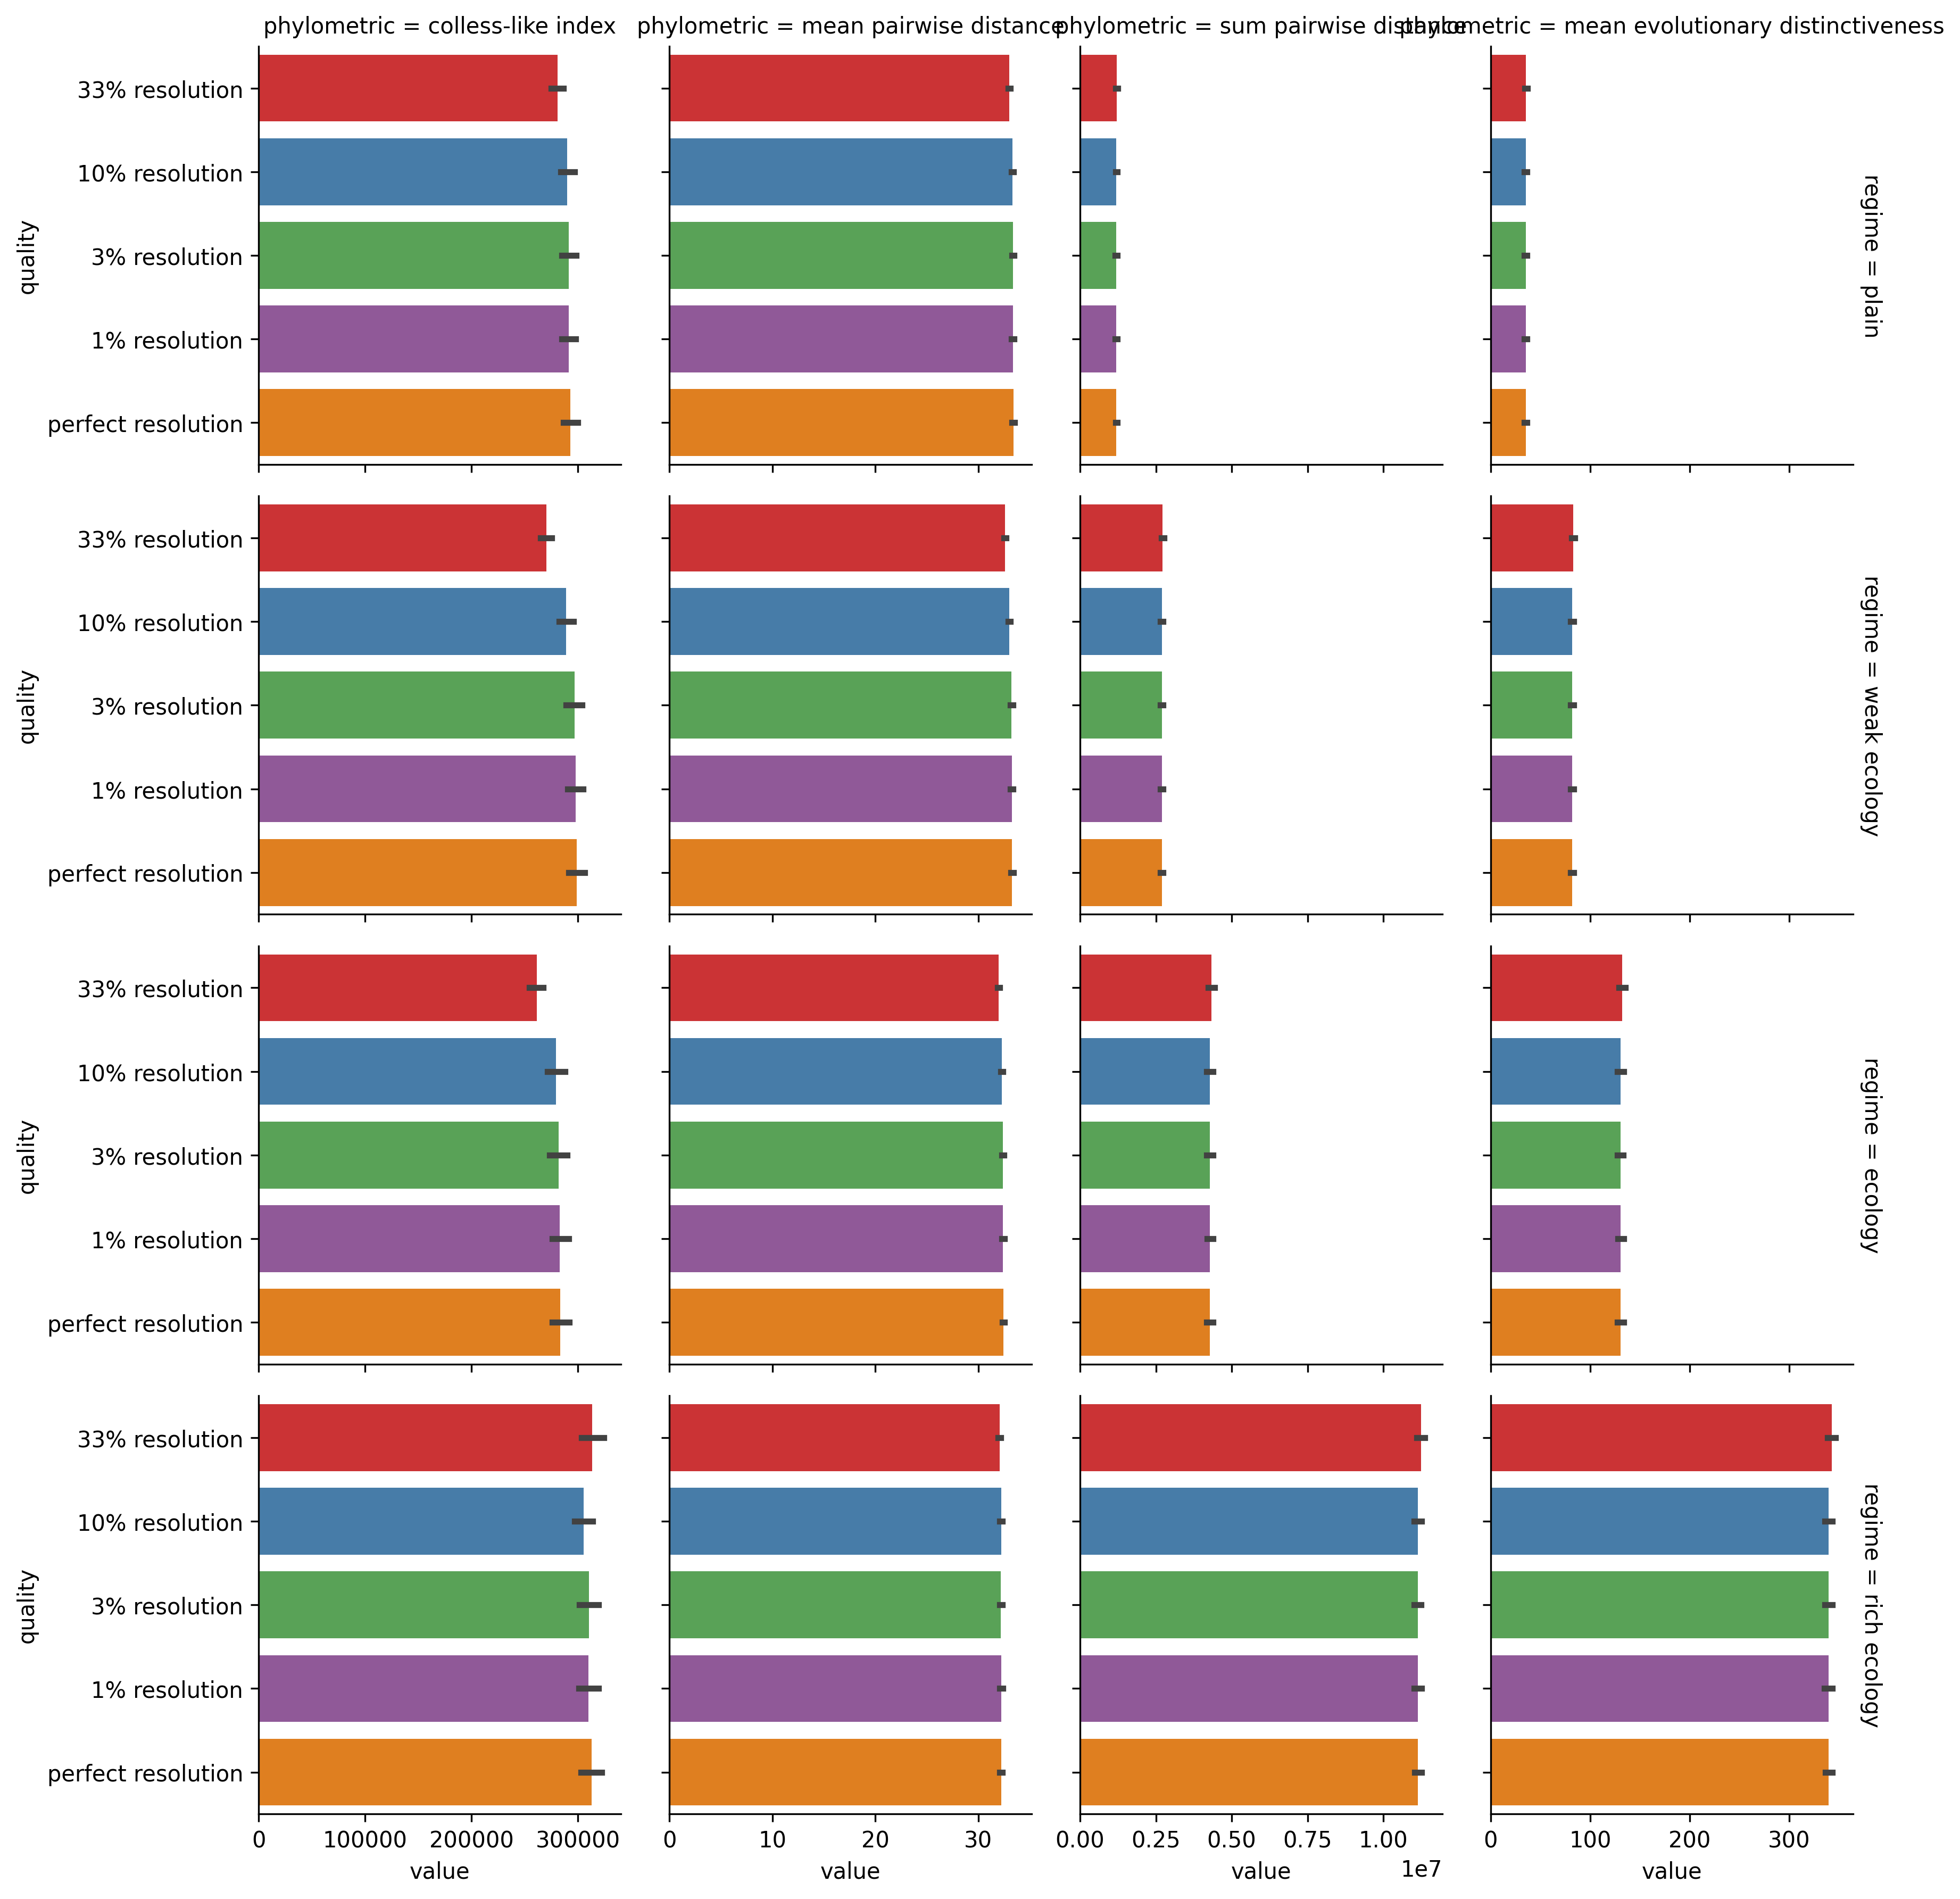 phylometric = colless-like index
phylometric = mean pairwise distance
phylometric = sum pairwise distance
phylometric = mean evolutionary distinctiveness
quality
33% resolution
10% resolution
3% resolution
1% resolution
perfect resolution
regime = plain
quality
33% resolution
10% resolution
3% resolution
1% resolution
perfect resolution
regime = weak ecology
quality
33% resolution
10% resolution
3% resolution
1% resolution
perfect resolution
regime = ecology
quality
33% resolution
10% resolution
3% resolution
1% resolution
perfect resolution
regime = rich ecology
0 100000 200000 300000
0 10 20 30
0.00 0.25 0.50 0.75 1.00
0 100 200 300
1e7
value
value
value
value